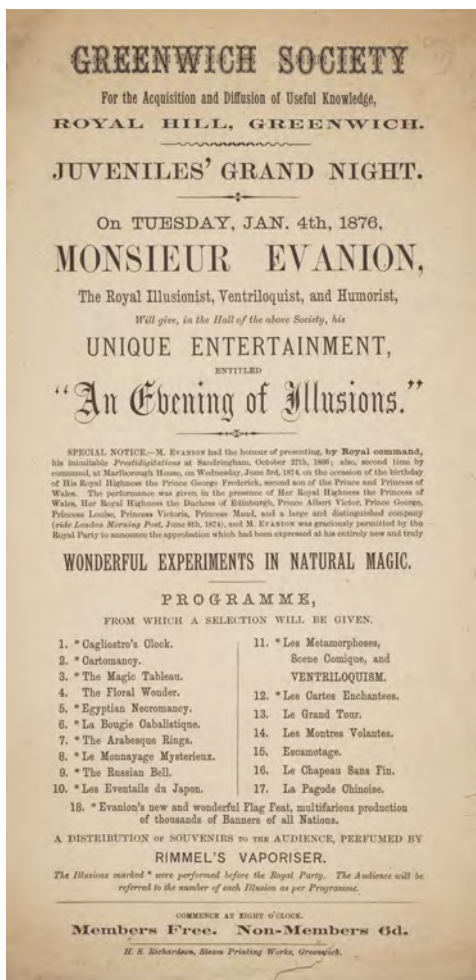 GREENWICH SOCIETY
For the Acquisition and Diffusion of Useful Knowledge,
ROYAL HILL, GREENWICH.
JUVENILES' GRAND NIGHT.
On TUESDAY, JAN. 4th, 1876,
MONSIEUR EVANION,
The Royal Illusionist, Ventriloquist, and Humorist,
Will give, in the Hall of the above Society, his
UNIQUE ENTERTAINMENT,
ENTITLED
"An Evening of Illusions."
SPECIAL NOTICE.—M. EVANION had the honour of presenting, by Royal command,
his inimitable Prestidigitations at Sandringham, October 27th, 1866; also, second time by
command, at Marlborough House, on Wednesday, June 3rd, 1874, on the occasion of the birthday
of His Royal Highness the Prince George Frederick, second son of the Prince and Princess of
Wales. The performance was given in the presence of Her Royal Highness the Princess of
Wales, Her Royal Highness the Duchess of Edinburgh, Prince Albert Victor, Prince George,
Princess Louise, Princess Victoria, Princess Maud, and a large and distinguished company
(vide London Morning Post, June 8th, 1874), and M. EVANION was graciously permitted by the
Royal Party to announce the approbation which had been expressed at his entirely new and truly
WONDERFUL EXPERIMENTS IN NATURAL MAGIC.
PROGRAMME,
FROM WHICH A SELECTION WILL BE GIVEN.
1. * Cagliostro's Clock.
2. * Cartomancy.
3. * The Magic Tableau.
4. The Floral Wonder.
5. * Egyptian Necromancy.
6. * La Bougie Cabalistique.
7. * The Arabesque Rings.
8. * Le Monnayage Mysterieux.
9. * The Russian Bell.
10. * Les Eventails du Japon.
11. * Les Metamorphoses,
Scene Comique, and
VENTRILOQUISM.
12. * Les Cartes Enchantees.
13. Le Grand Tour.
14. Les Montres Volantes.
15. Escamotage.
16. Le Chapeau Sans Fin.
17. La Pagode Chinoise.
18. * Evanion's new and wonderful Flag Feat, multifarious production
of thousands of Banners of all Nations.
A DISTRIBUTION OF SOUVENIRS TO THE AUDIENCE, PERFUMED BY
RIMMEL'S VAPORISER.
The Illusions marked * were performed before the Royal Party. The Audience will be
referred to the number of each Illusion as per Programme.
COMMENCE AT EIGHT O'CLOCK.
Members Free. Non-Members 6d.
H. S. Richardson, Steam Printing Works, Greenwich.